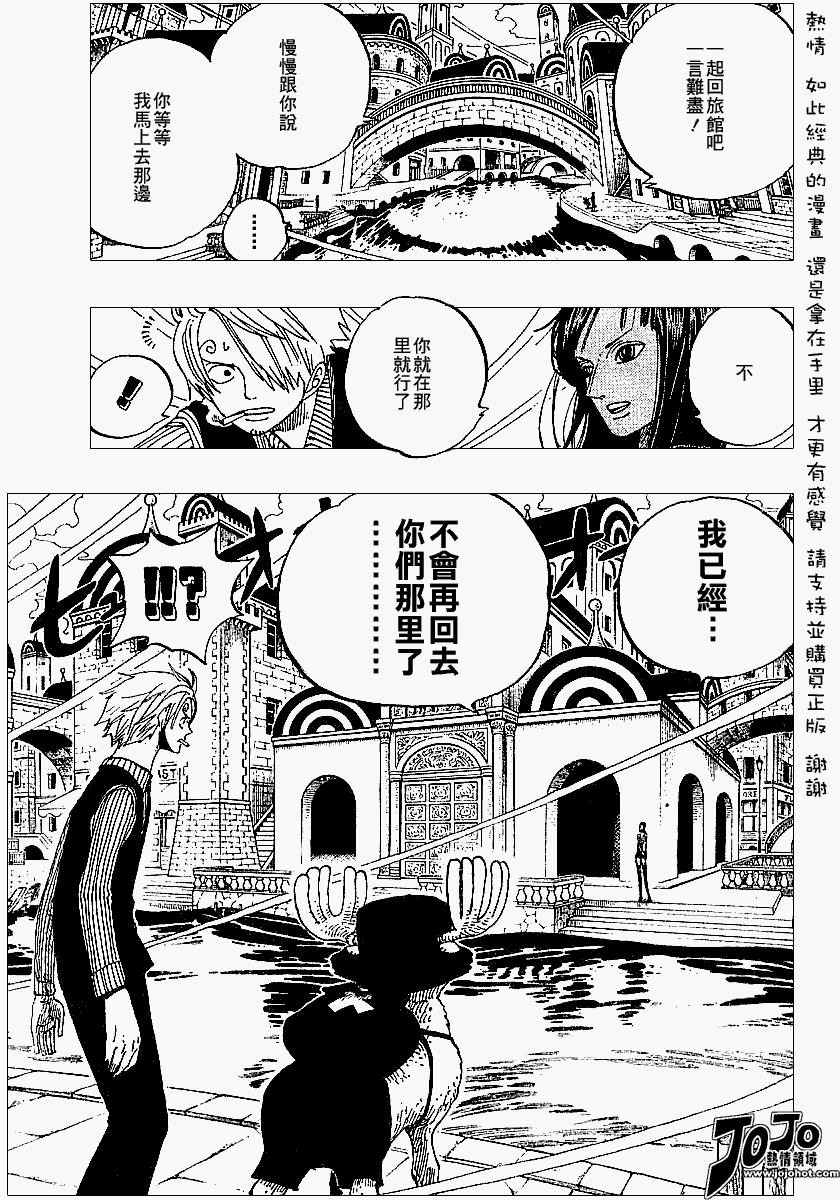 一起回旅館吧
一言難盡！
慢慢跟你說
你等等
我馬上去那邊
……
不
你就在那
里就行了
！
我已經…
不會再回去
你們那里了
…………
!!?
熱情 如此經典的漫畫 還是拿在手里 才更有感覺 請支持並購買正版 謝謝
JOJO
熱情領域
www.jojohot.com